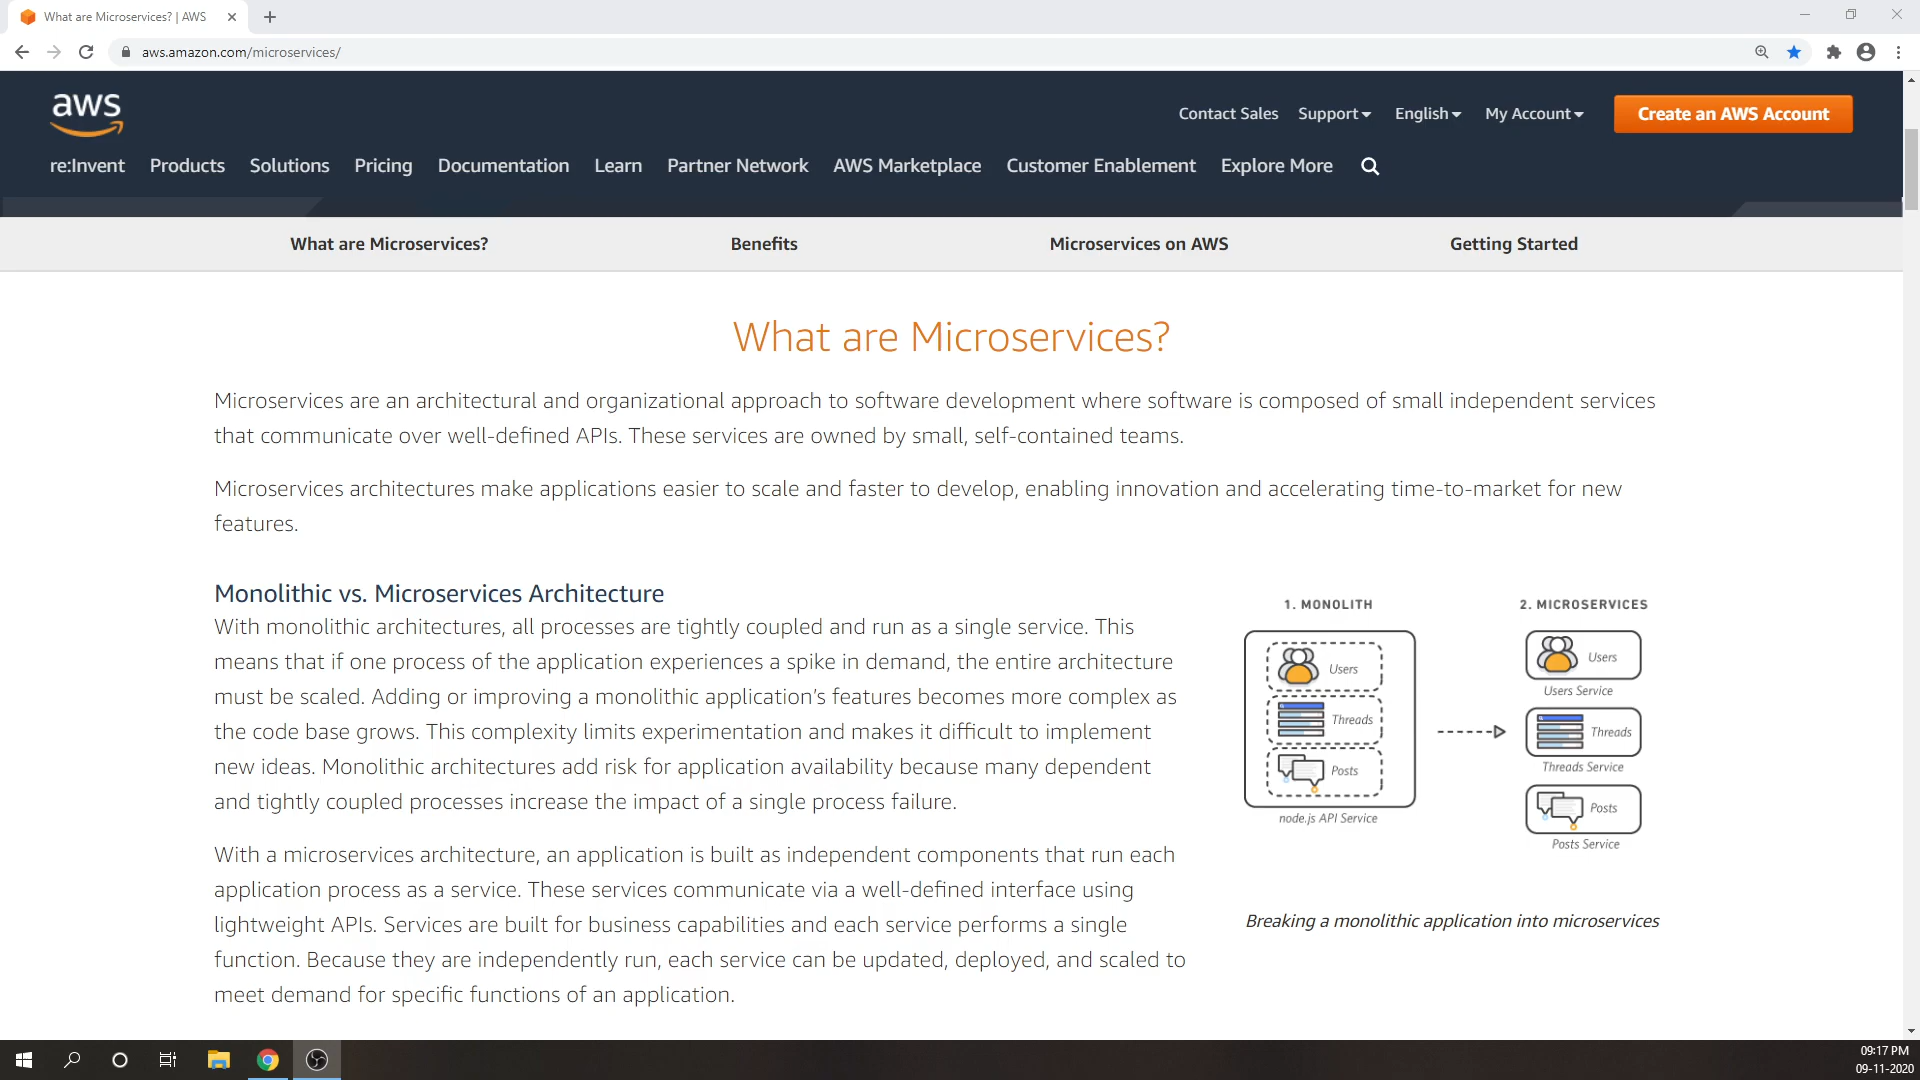 What are Microservices? | AWS
aws.amazon.com/microservices/
aws
Contact Sales Support English My Account Create an AWS Account
re:Invent Products Solutions Pricing Documentation Learn Partner Network AWS Marketplace Customer Enablement Explore More
What are Microservices? Benefits Microservices on AWS Getting Started
What are Microservices?
Microservices are an architectural and organizational approach to software development where software is composed of small independent services
that communicate over well-defined APIs. These services are owned by small, self-contained teams.
Microservices architectures make applications easier to scale and faster to develop, enabling innovation and accelerating time-to-market for new
features.
Monolithic vs. Microservices Architecture
With monolithic architectures, all processes are tightly coupled and run as a single service. This
means that if one process of the application experiences a spike in demand, the entire architecture
must be scaled. Adding or improving a monolithic application’s features becomes more complex as
the code base grows. This complexity limits experimentation and makes it difficult to implement
new ideas. Monolithic architectures add risk for application availability because many dependent
and tightly coupled processes increase the impact of a single process failure.
With a microservices architecture, an application is built as independent components that run each
application process as a service. These services communicate via a well-defined interface using
lightweight APIs. Services are built for business capabilities and each service performs a single
function. Because they are independently run, each service can be updated, deployed, and scaled to
meet demand for specific functions of an application.
1. MONOLITH
Users
Threads
Posts
node.js API Service
2. MICROSERVICES
Users
Users Service
Threads
Threads Service
Posts
Posts Service
Breaking a monolithic application into microservices
09:17 PM
09-11-2020